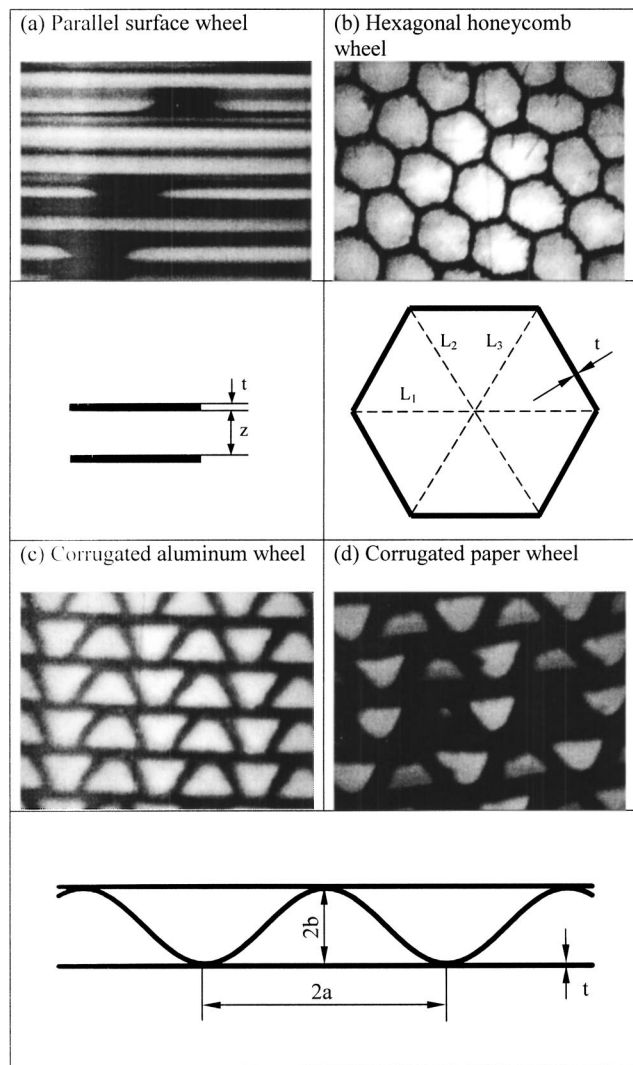 (a) Parallel surface wheel
(b) Hexagonal honeycomb
wheel
t
z
L₁
L₂
L₃
t
(c) Corrugated aluminum wheel
(d) Corrugated paper wheel
2b
2a
t